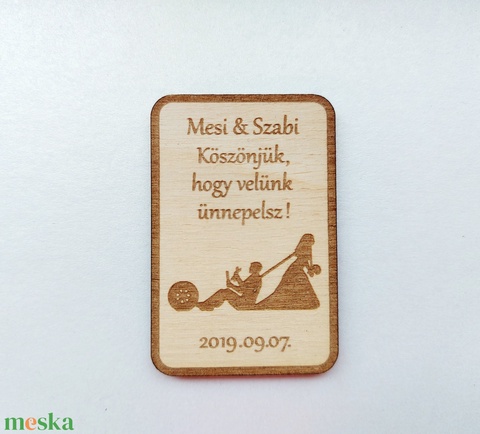 Mesi & Szabi
Köszönjük,
hogy velünk
ünnepelsz!
2019.09.07.
meska